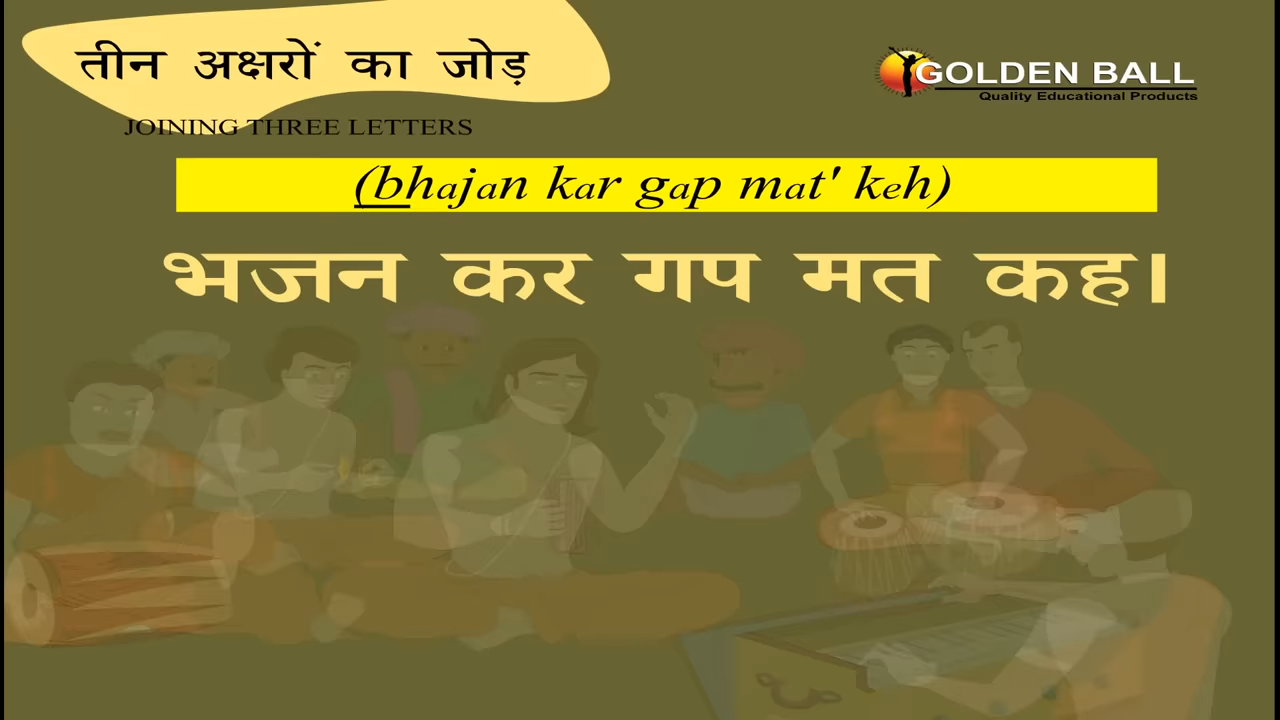 तीन अक्षरों का जोड़
JOINING THREE LETTERS
GOLDEN BALL
Quality Educational Products
(bhajan kar gap mat' keh)
भजन कर गप मत कह।